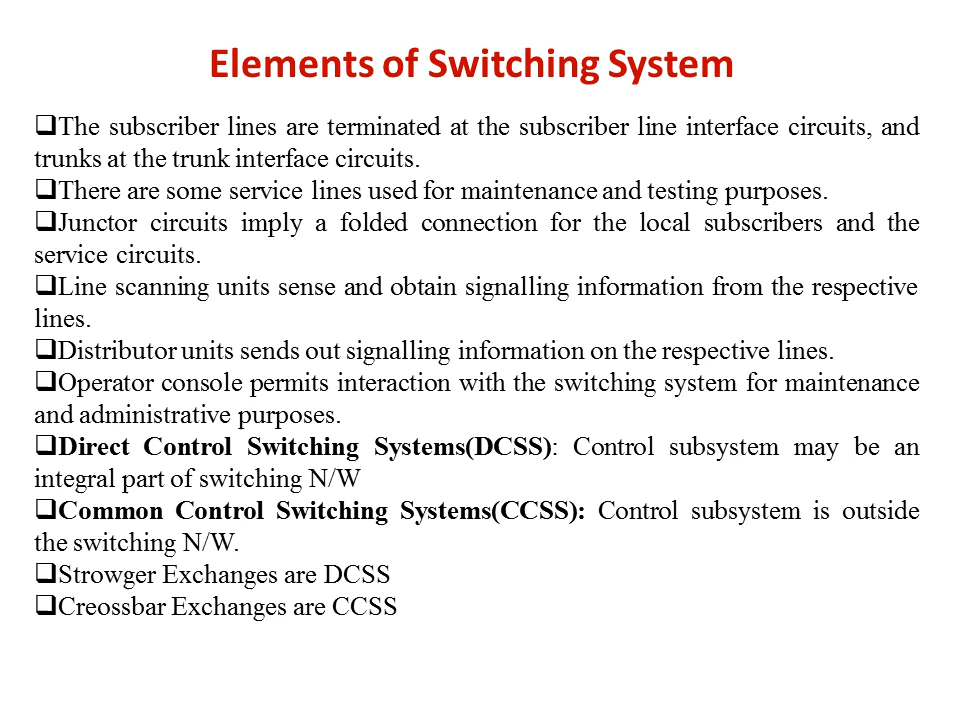 Elements of Switching System
❑The subscriber lines are terminated at the subscriber line interface circuits, and
trunks at the trunk interface circuits.
❑There are some service lines used for maintenance and testing purposes.
❑Junctor circuits imply a folded connection for the local subscribers and the
service circuits.
❑Line scanning units sense and obtain signalling information from the respective
lines.
❑Distributor units sends out signalling information on the respective lines.
❑Operator console permits interaction with the switching system for maintenance
and administrative purposes.
❑Direct Control Switching Systems(DCSS): Control subsystem may be an
integral part of switching N/W
❑Common Control Switching Systems(CCSS): Control subsystem is outside
the switching N/W.
❑Strowger Exchanges are DCSS
❑Creossbar Exchanges are CCSS